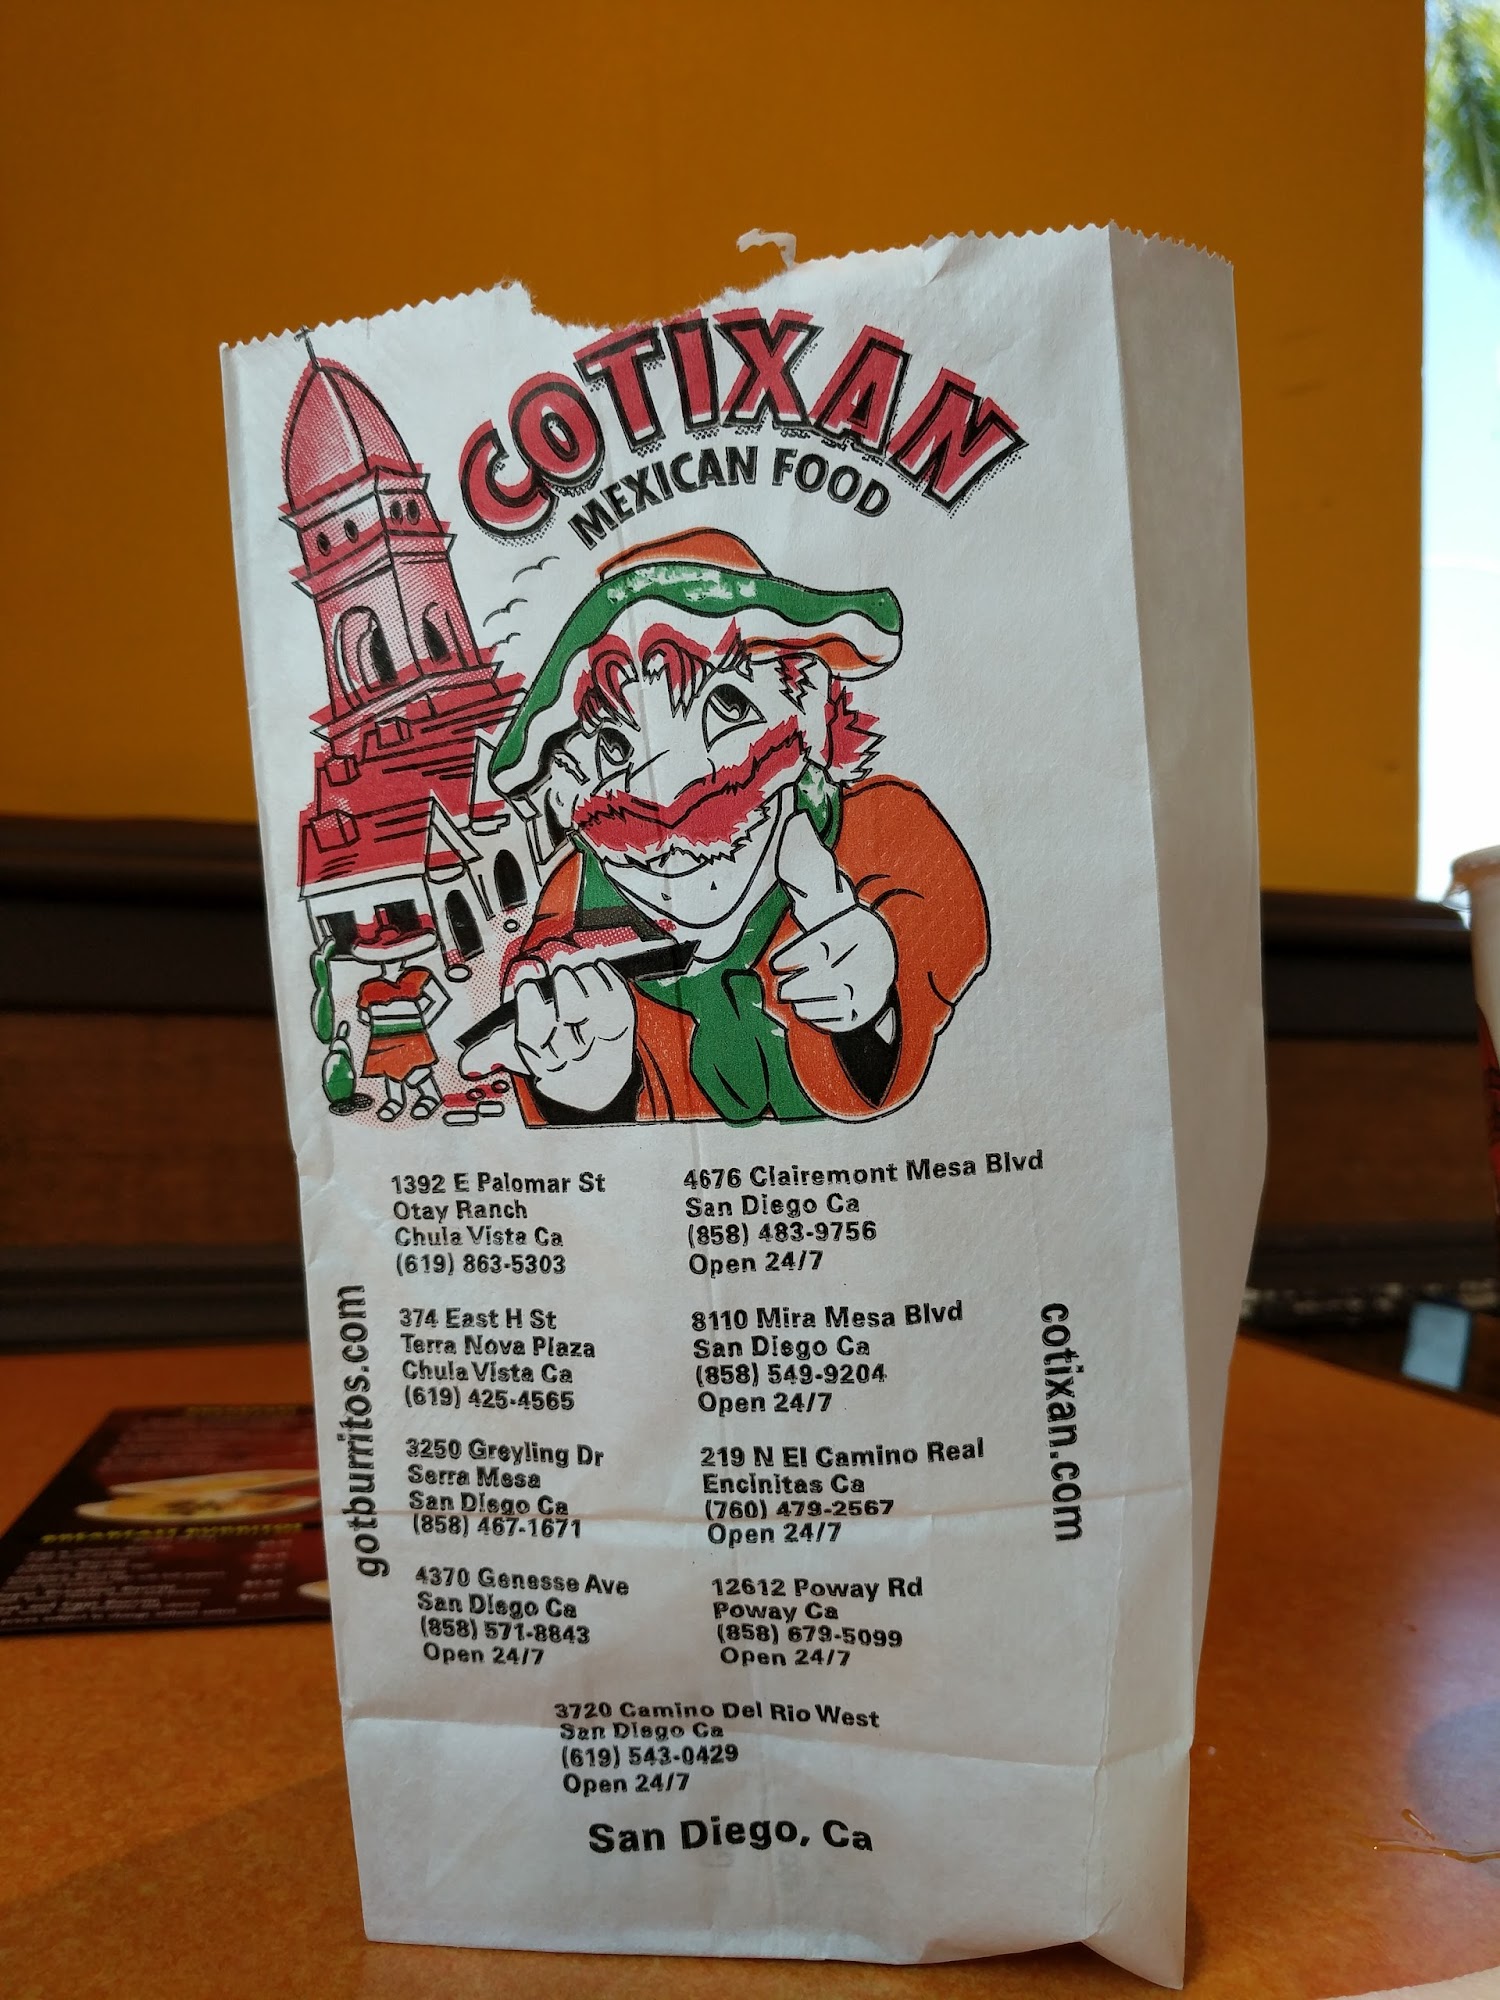 COTIXAN
MEXICAN FOOD
1392 E Palomar St
Otay Ranch
Chula Vista Ca
(619) 863-5303
374 East H St
Terra Nova Plaza
Chula Vista Ca
(619) 425-4565
3250 Greyling Dr
Serra Mesa
San Diego Ca
(858) 467-1671
4370 Genesse Ave
San Diego Ca
(858) 571-8843
Open 24/7
4676 Clairemont Mesa Blvd
San Diego Ca
(858) 483-9756
Open 24/7
8110 Mira Mesa Blvd
San Diego Ca
(858) 549-9204
Open 24/7
219 N El Camino Real
Encinitas Ca
(760) 479-2567
Open 24/7
12612 Poway Rd
Poway Ca
(858) 679-5099
Open 24/7
3720 Camino Del Rio West
San Diego Ca
(619) 543-0429
Open 24/7
San Diego, Ca
gotburritos.com
cotixan.com